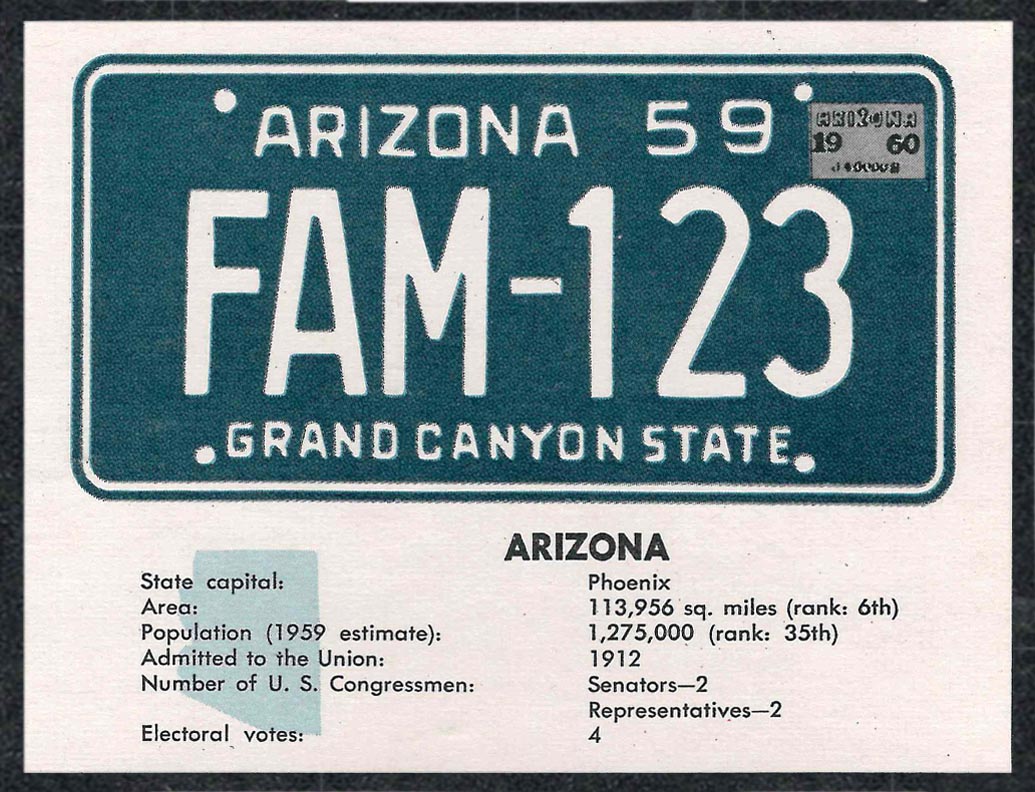 ARIZONA 59
ARIZONA
19 60
FAM-123
GRAND CANYON STATE
ARIZONA
State capital: Phoenix
Area: 113,956 sq. miles (rank: 6th)
Population (1959 estimate): 1,275,000 (rank: 35th)
Admitted to the Union: 1912
Number of U. S. Congressmen: Senators—2
Representatives—2
Electoral votes: 4